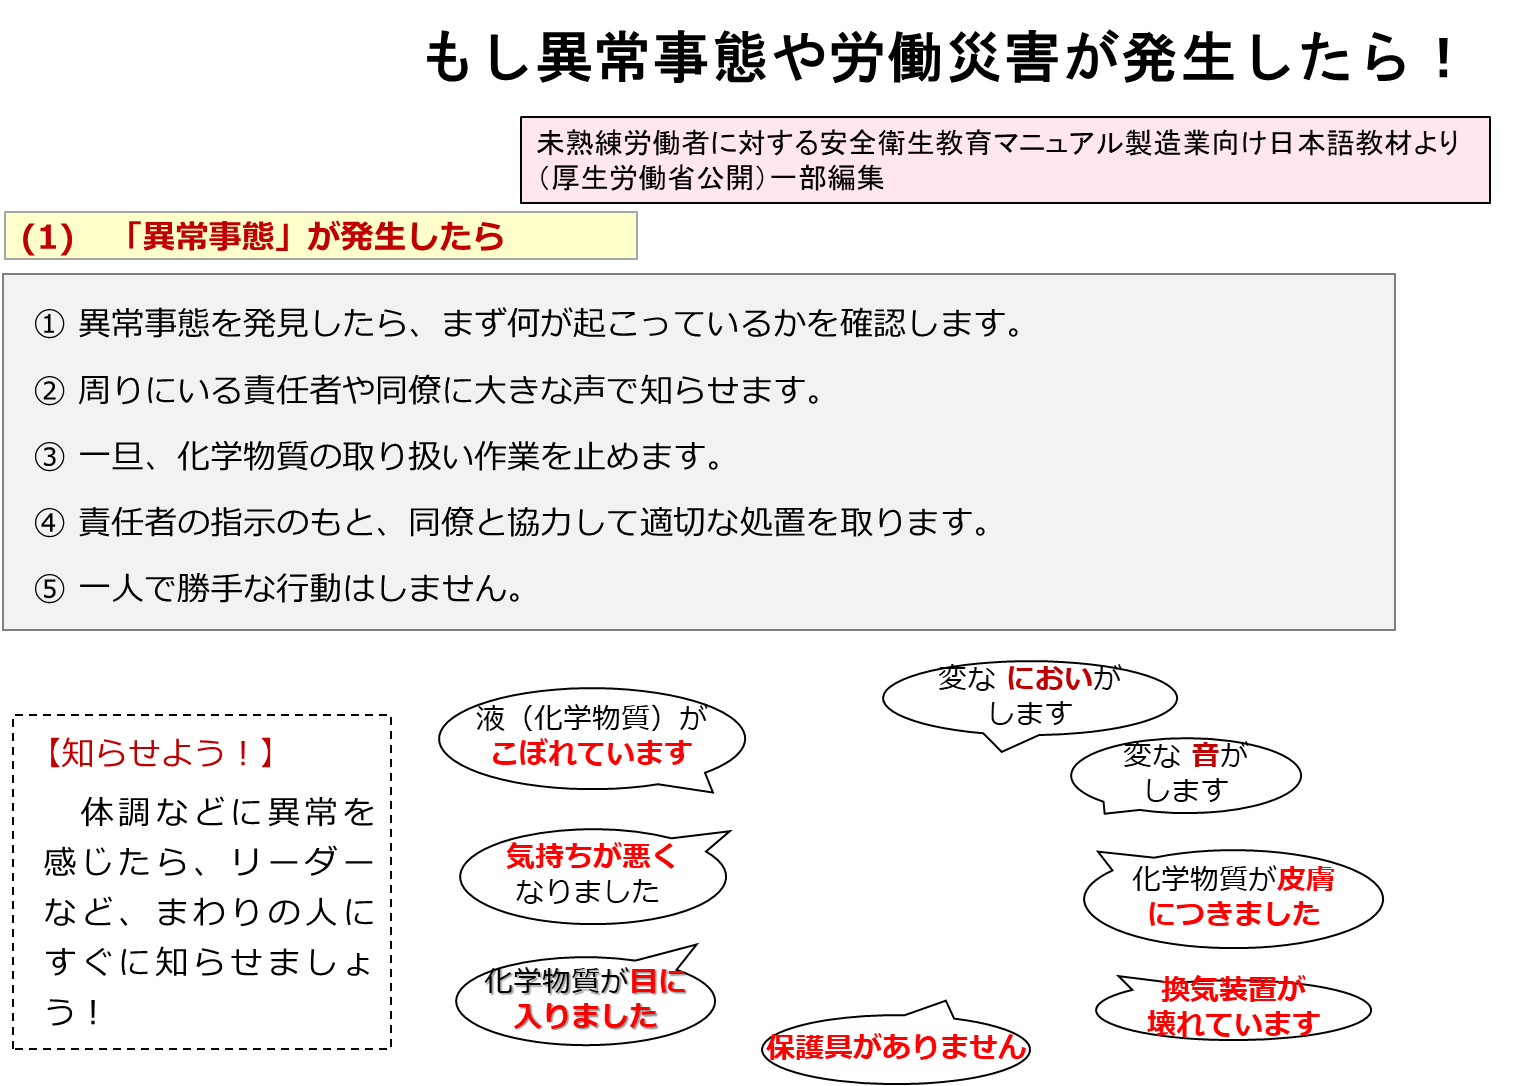 もし異常事態や労働災害が発生したら！
未熟練労働者に対する安全衛生教育マニュアル製造業向け日本語教材より
（厚生労働省公開）一部編集
(1)　「異常事態」が発生したら
① 異常事態を発見したら、まず何が起こっているかを確認します。
② 周りにいる責任者や同僚に大きな声で知らせます。
③ 一旦、化学物質の取り扱い作業を止めます。
④ 責任者の指示のもと、同僚と協力して適切な処置を取ります。
⑤ 一人で勝手な行動はしません。
【知らせよう！】
体調などに異常を
感じたら、リーダー
など、まわりの人に
すぐに知らせましょ
う！
液（化学物質）が
こぼれています
気持ちが悪く
なりました
化学物質が目に
入りました
変な においが
します
変な 音が
します
化学物質が皮膚
につきました
換気装置が
壊れています
保護具がありません